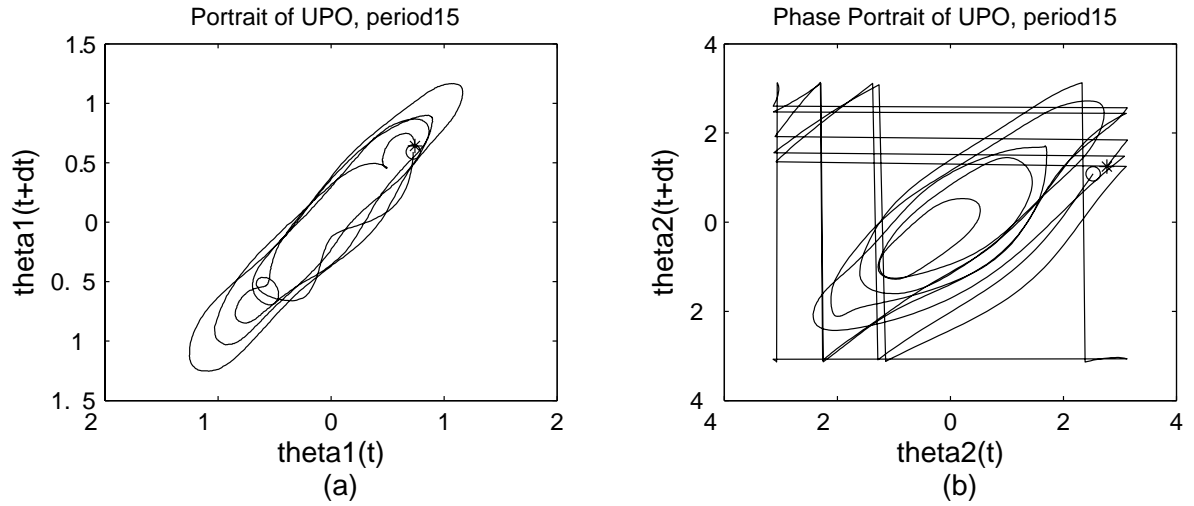 Portrait of UPO, period15
1.5
1
0.5
0
0. 5
1
1. 5
2
1
0
1
2
theta1(t+dt)
theta1(t)
(a)
Phase Portrait of UPO, period15
4
2
0
2
4
4
2
0
2
4
theta2(t+dt)
theta2(t)
(b)